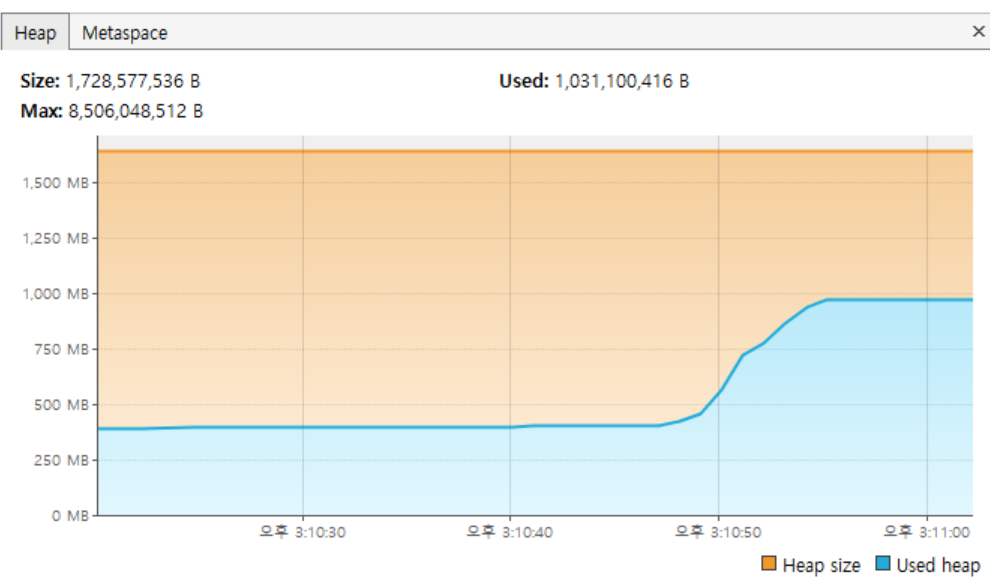 Heap Metaspace ×
Size: 1,728,577,536 B Used: 1,031,100,416 B
Max: 8,506,048,512 B
1,500 MB
1,250 MB
1,000 MB
750 MB
500 MB
250 MB
0 MB
오후 3:10:30 오후 3:10:40 오후 3:10:50 오후 3:11:00
Heap size Used heap